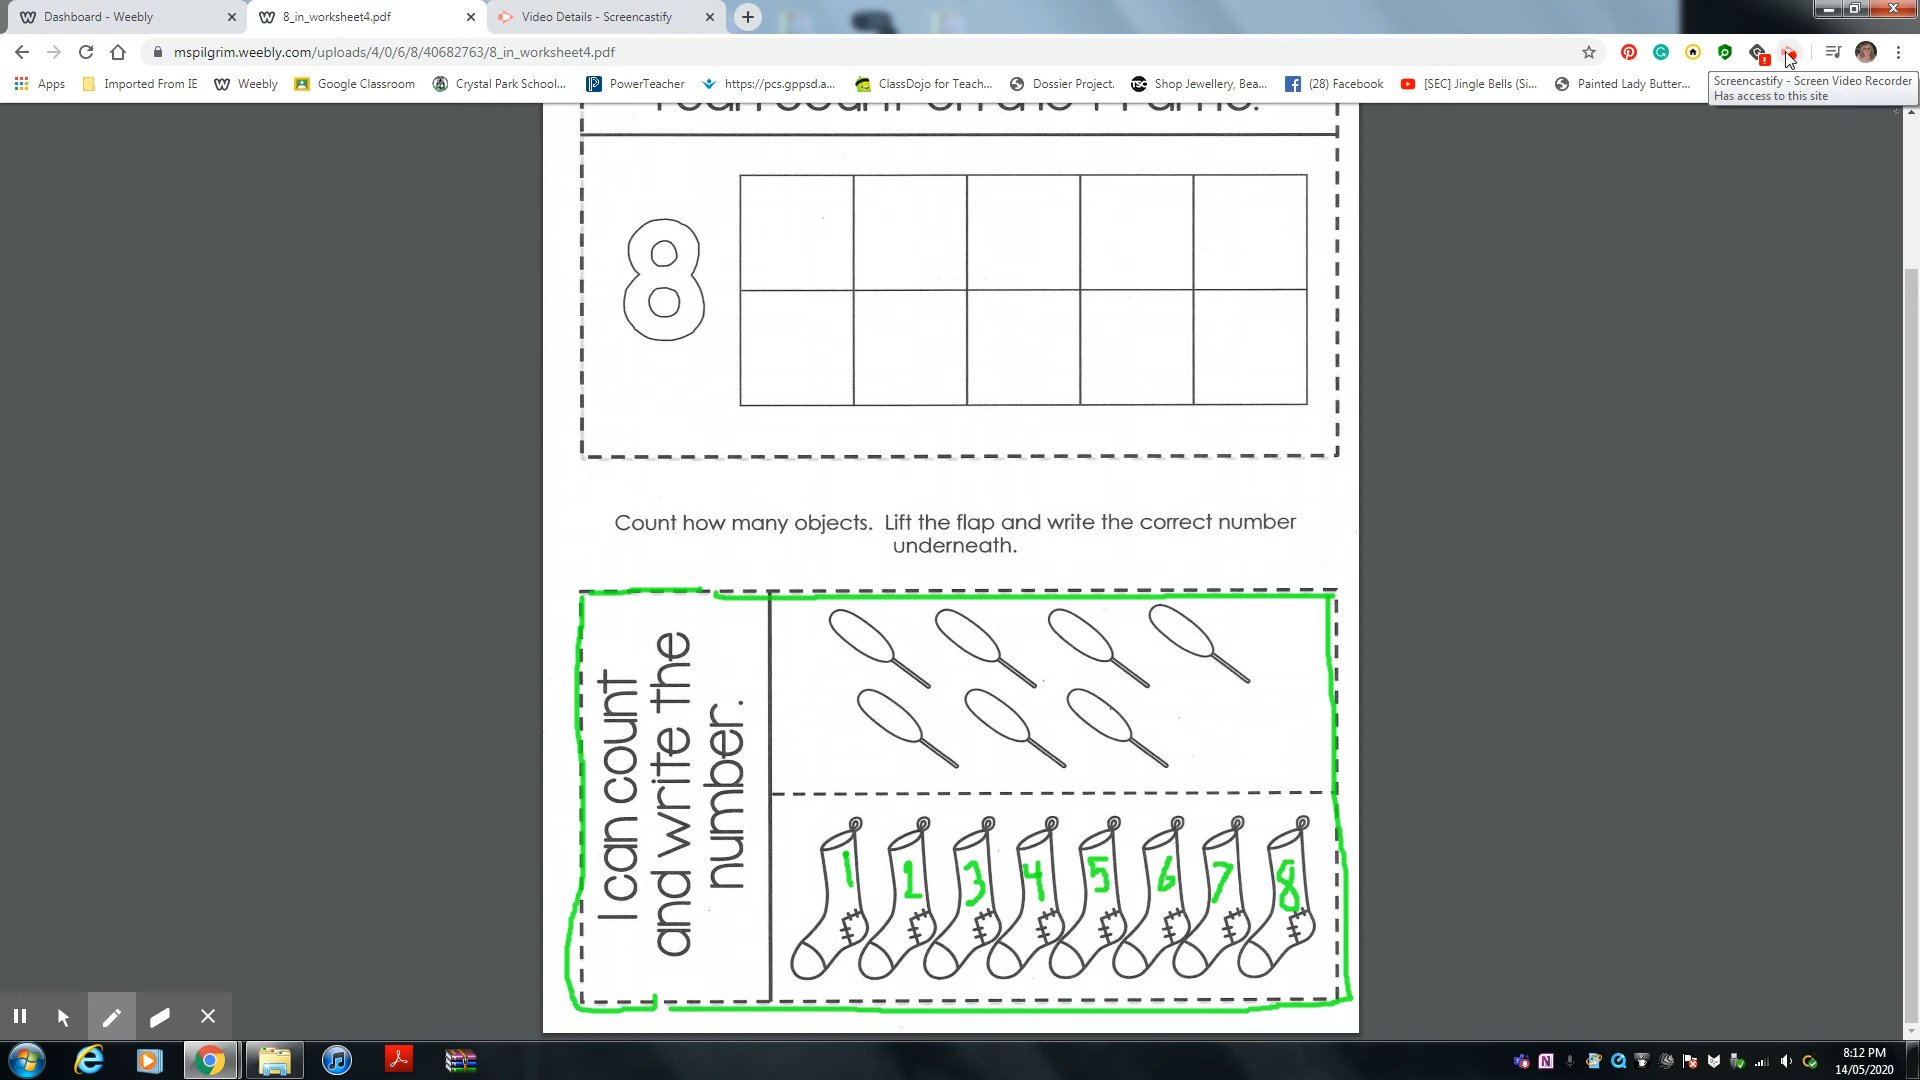 Dashboard - Weebly
8_in_worksheet4.pdf
Video Details - Screencastify
mspilgrim.weebly.com/uploads/4/0/6/8/40682763/8_in_worksheet4.pdf
Apps
Imported From IE
Weebly
Google Classroom
Crystal Park School...
PowerTeacher
https://pcs.gppsd.a...
ClassDojo for Teach...
Dossier Project.
Shop Jewellery, Bea...
(28) Facebook
[SEC] Jingle Bells (Si...
Painted Lady Butter...
Screencastify - Screen Video Recorder
Has access to this site
8
Count how many objects. Lift the flap and write the correct number
underneath.
I can count
and write the
number.
1 2 3 4 5 6 7 8
8:12 PM
14/05/2020